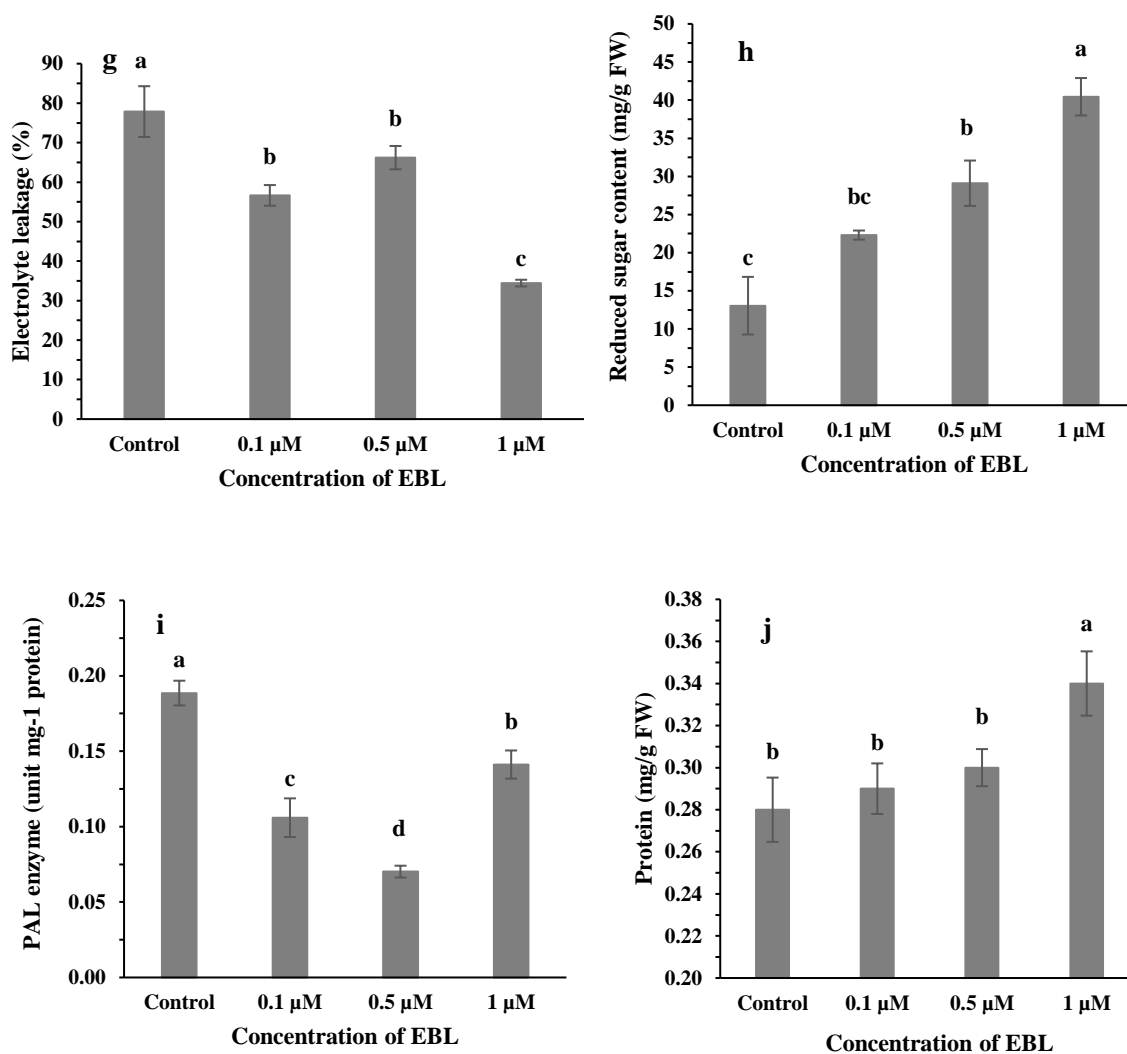 g
Electrolyte leakage (%)
90
80
70
60
50
40
30
20
10
0
a
b
b
c
Control 0.1 µM 0.5 µM 1 µM
Concentration of EBL
h
Reduced sugar content (mg/g FW)
50
45
40
35
30
25
20
15
10
5
0
c
bc
b
a
Control 0.1 µM 0.5 µM 1 µM
Concentration of EBL
i
PAL enzyme (unit mg-1 protein)
0.25
0.20
0.15
0.10
0.05
0.00
a
c
d
b
Control 0.1 µM 0.5 µM 1 µM
Concentration of EBL
j
Protein (mg/g FW)
0.38
0.36
0.34
0.32
0.30
0.28
0.26
0.24
0.22
0.20
b
b
b
a
Control 0.1 µM 0.5 µM 1 µM
Concentration of EBL